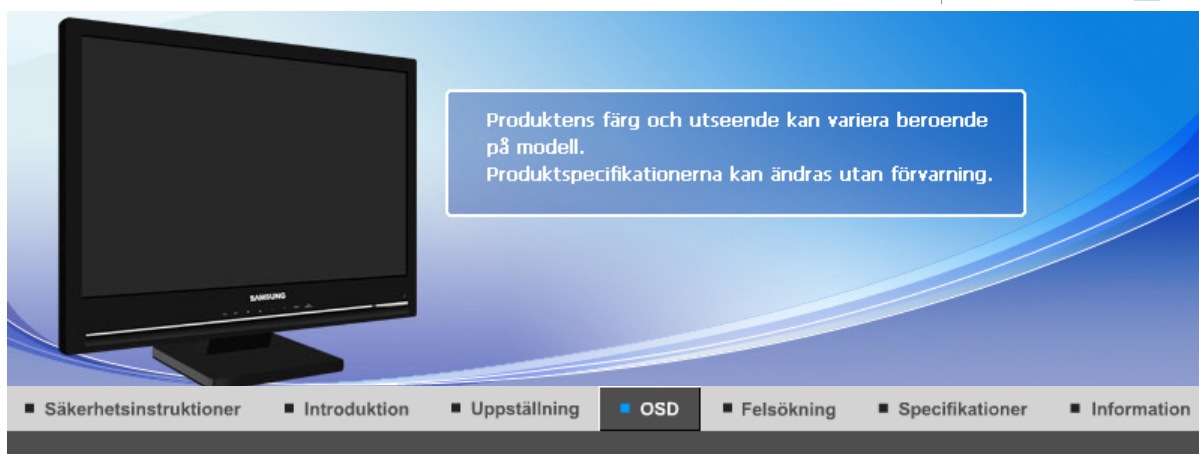 Produktens färg och utseende kan variera beroende
på modell.
Produktspecifikationerna kan ändras utan förvarning.
SAMSUNG
Säkerhetsinstruktioner Introduktion Uppställning OSD Felsökning Specifikationer Information